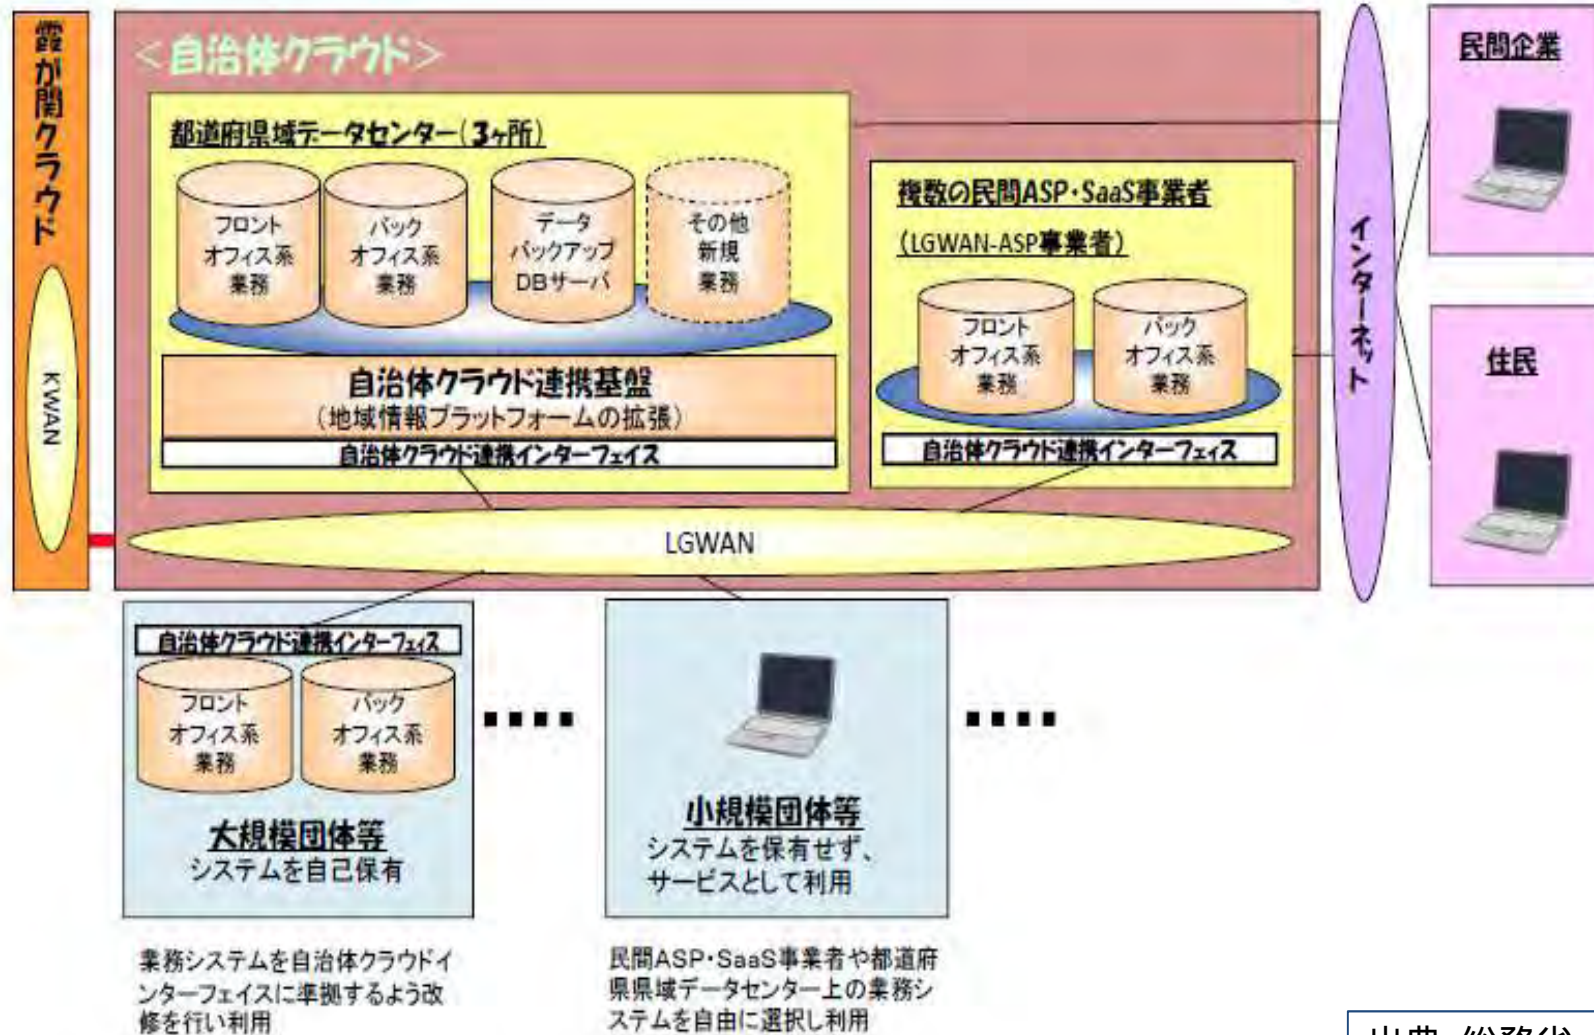 霞が関クラウド
KWAN
<自治体クラウド>
都道府県域データセンター(3ヶ所)
フロント
オフィス系
業務
バック
オフィス系
業務
データ
バックアップ
DBサーバ
その他
新規
業務
自治体クラウド連携基盤
(地域情報プラットフォームの拡張)
自治体クラウド連携インターフェイス
複数の民間ASP・SaaS事業者
(LGWAN-ASP事業者)
フロント
オフィス系
業務
バック
オフィス系
業務
自治体クラウド連携インターフェイス
LGWAN
インターネット
民間企業
住民
自治体クラウド連携インターフェイス
フロント
オフィス系
業務
バック
オフィス系
業務
大規模団体等
システムを自己保有
小規模団体等
システムを保有せず、
サービスとして利用
業務システムを自治体クラウドイ
ンターフェイスに準拠するよう改
修を行い利用
民間ASP・SaaS事業者や都道府
県県域データセンター上の業務シ
ステムを自由に選択し利用